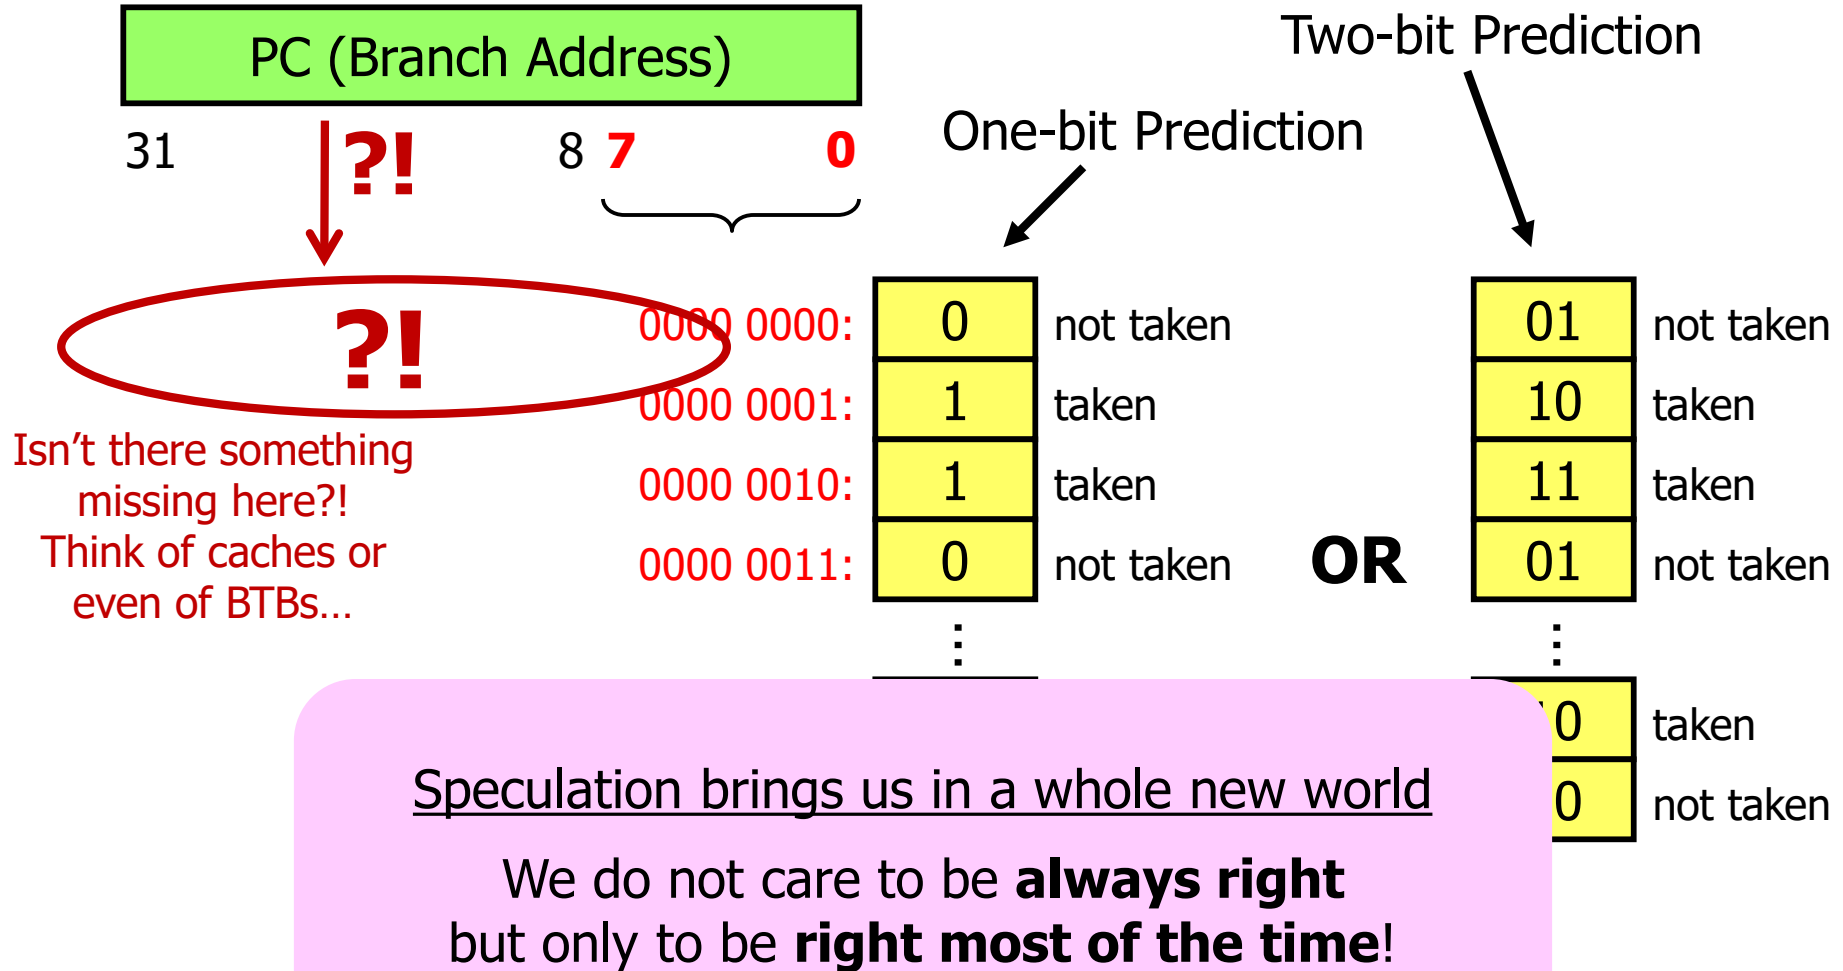 PC (Branch Address)
Two-bit Prediction
31
?!
8 7
0
One-bit Prediction
?!
0000 0000:
0
not taken
01
not taken
0000 0001:
1
taken
10
taken
Isn't there something
missing here?!
Think of caches or
even of BTBs...
0000 0010:
1
taken
11
taken
0000 0011:
0
not taken
OR
01
not taken
⋮
⋮
0
taken
0
not taken
Speculation brings us in a whole new world
We do not care to be always right
but only to be right most of the time!